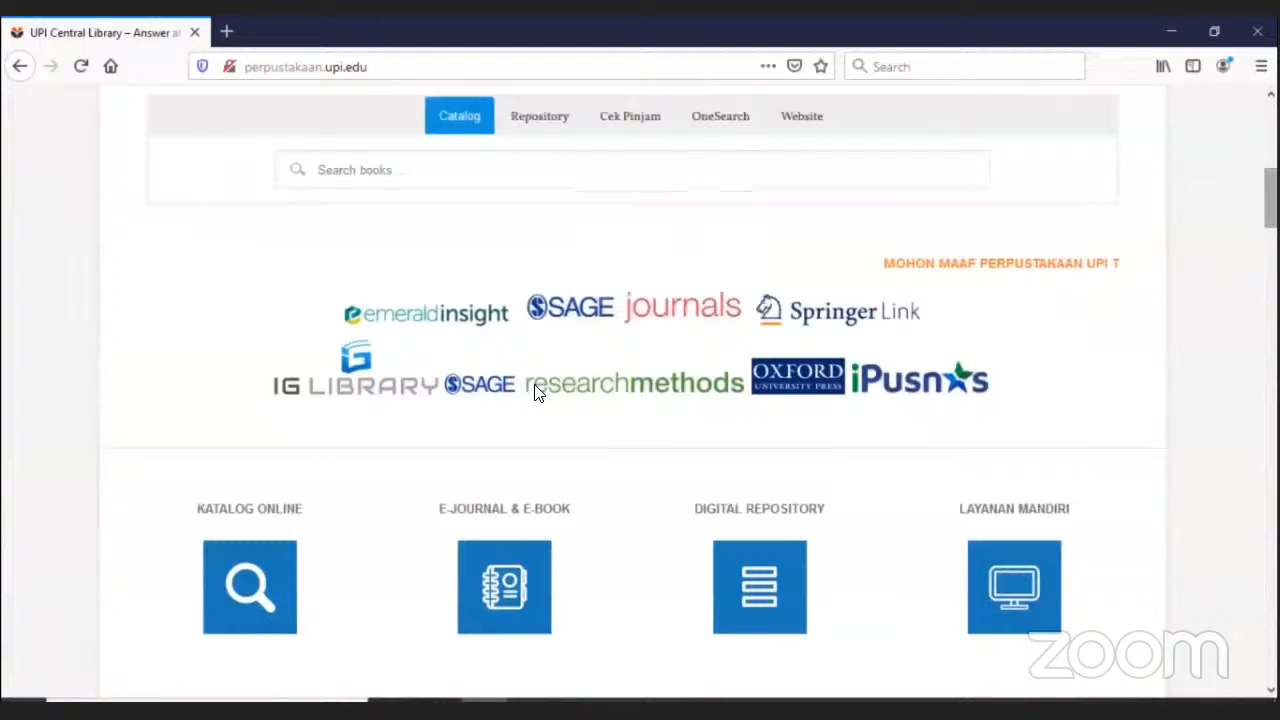 UPI Central Library – Answer a
perpustakaan.upi.edu
Search
Catalog Repository Cek Pinjam OneSearch Website
Search books
MOHON MAAF PERPUSTAKAAN UPI T
emeraldinsight SAGE journals Springer Link
IG LIBRARY SAGE researchmethods OXFORD UNIVERSITY PRESS iPusnas
KATALOG ONLINE E-JOURNAL & E-BOOK DIGITAL REPOSITORY LAYANAN MANDIRI
zoom